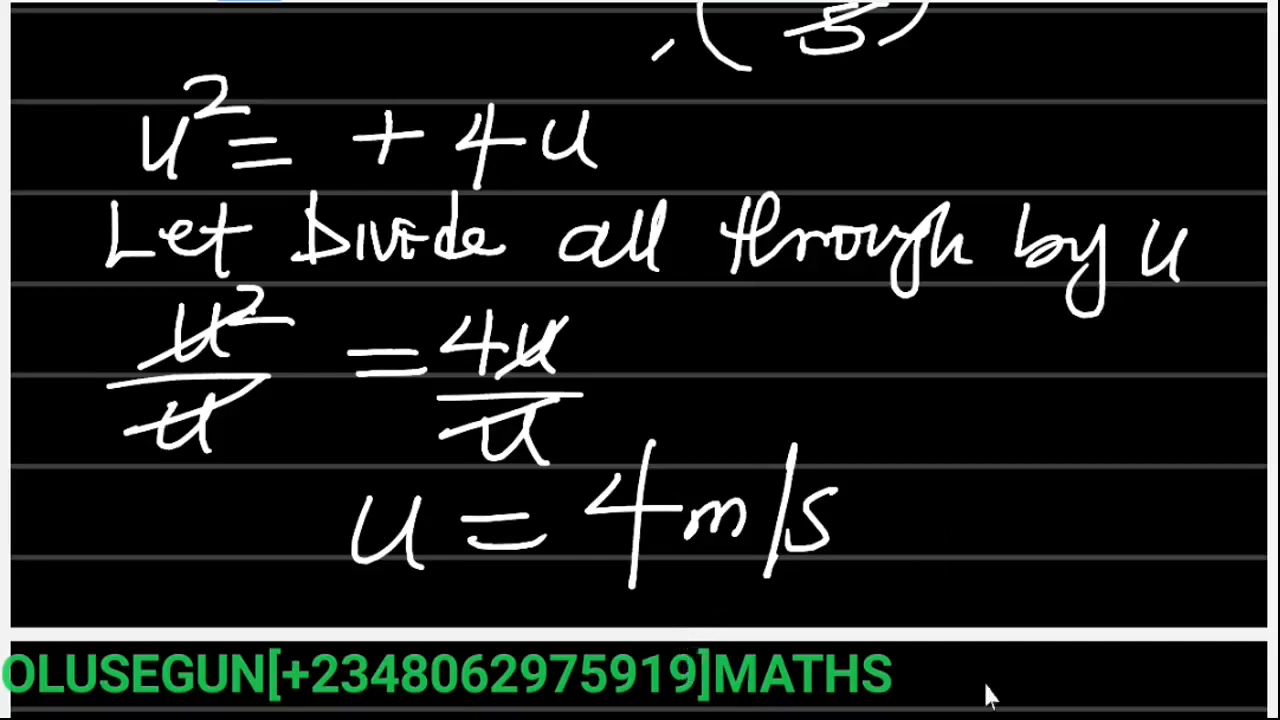 u² = + 4u
Let Divide all through by u
u²/u = 4u/u
u = 4m/s
OLUSEGUN[+2348062975919]MATHS